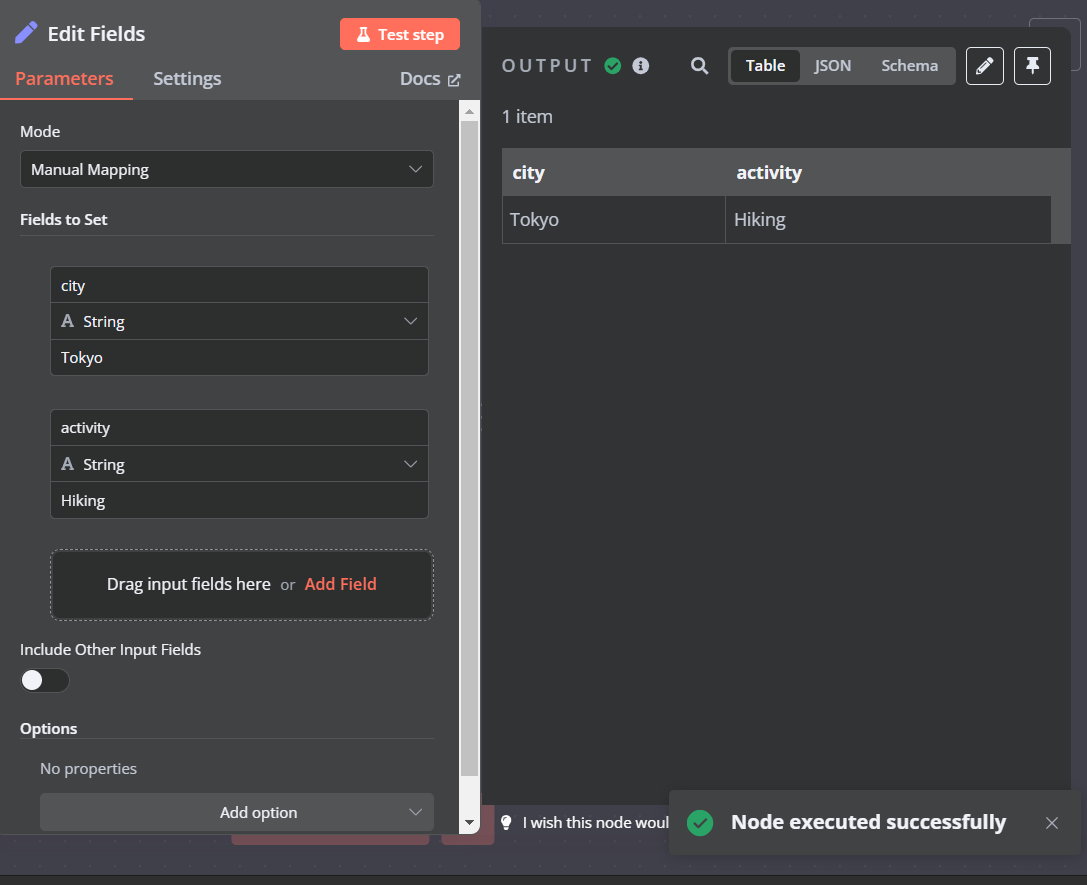 Edit Fields
Test step
Parameters
Settings
Docs
Mode
Manual Mapping
Fields to Set
city
A String
Tokyo
activity
A String
Hiking
Drag input fields here or Add Field
Include Other Input Fields
Options
No properties
Add option
OUTPUT
Table
JSON
Schema
1 item
city activity
Tokyo Hiking
I wish this node woul
Node executed successfully